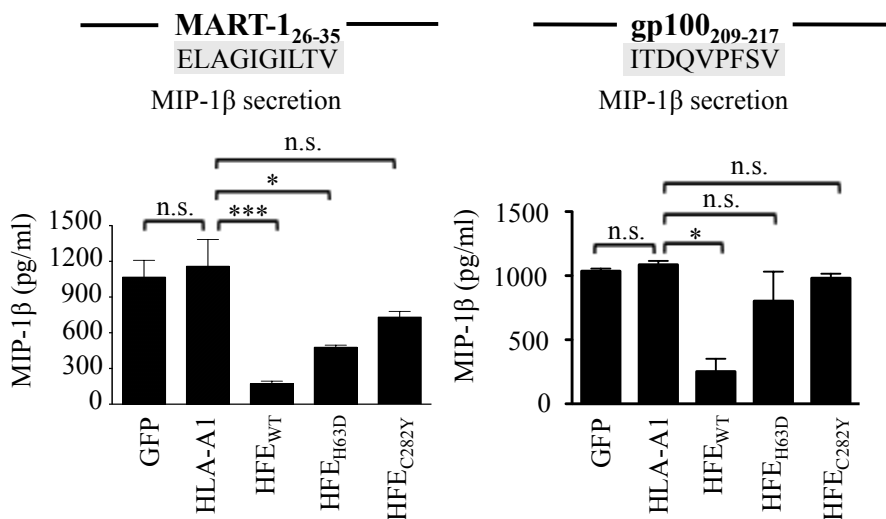 MART-1₂₆₋₃₅
ELAGIGILTV
MIP-1β secretion
n.s.
*
n.s.
***
MIP-1β (pg/ml)
1500
1200
900
600
300
0
GFP
HLA-A1
HFE_WT
HFE_H63D
HFE_C282Y
gp100₂₀₉₋₂₁₇
ITDQVPFSV
MIP-1β secretion
n.s.
n.s.
n.s.
*
MIP-1β (pg/ml)
1500
1000
500
0
GFP
HLA-A1
HFE_WT
HFE_H63D
HFE_C282Y